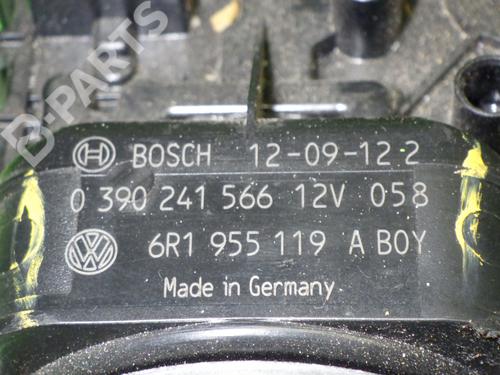 B-PARTS
BOSCH 12-09-12 2
0 390 241 566 12V 058
6R1 955 119 A BOY
Made in Germany